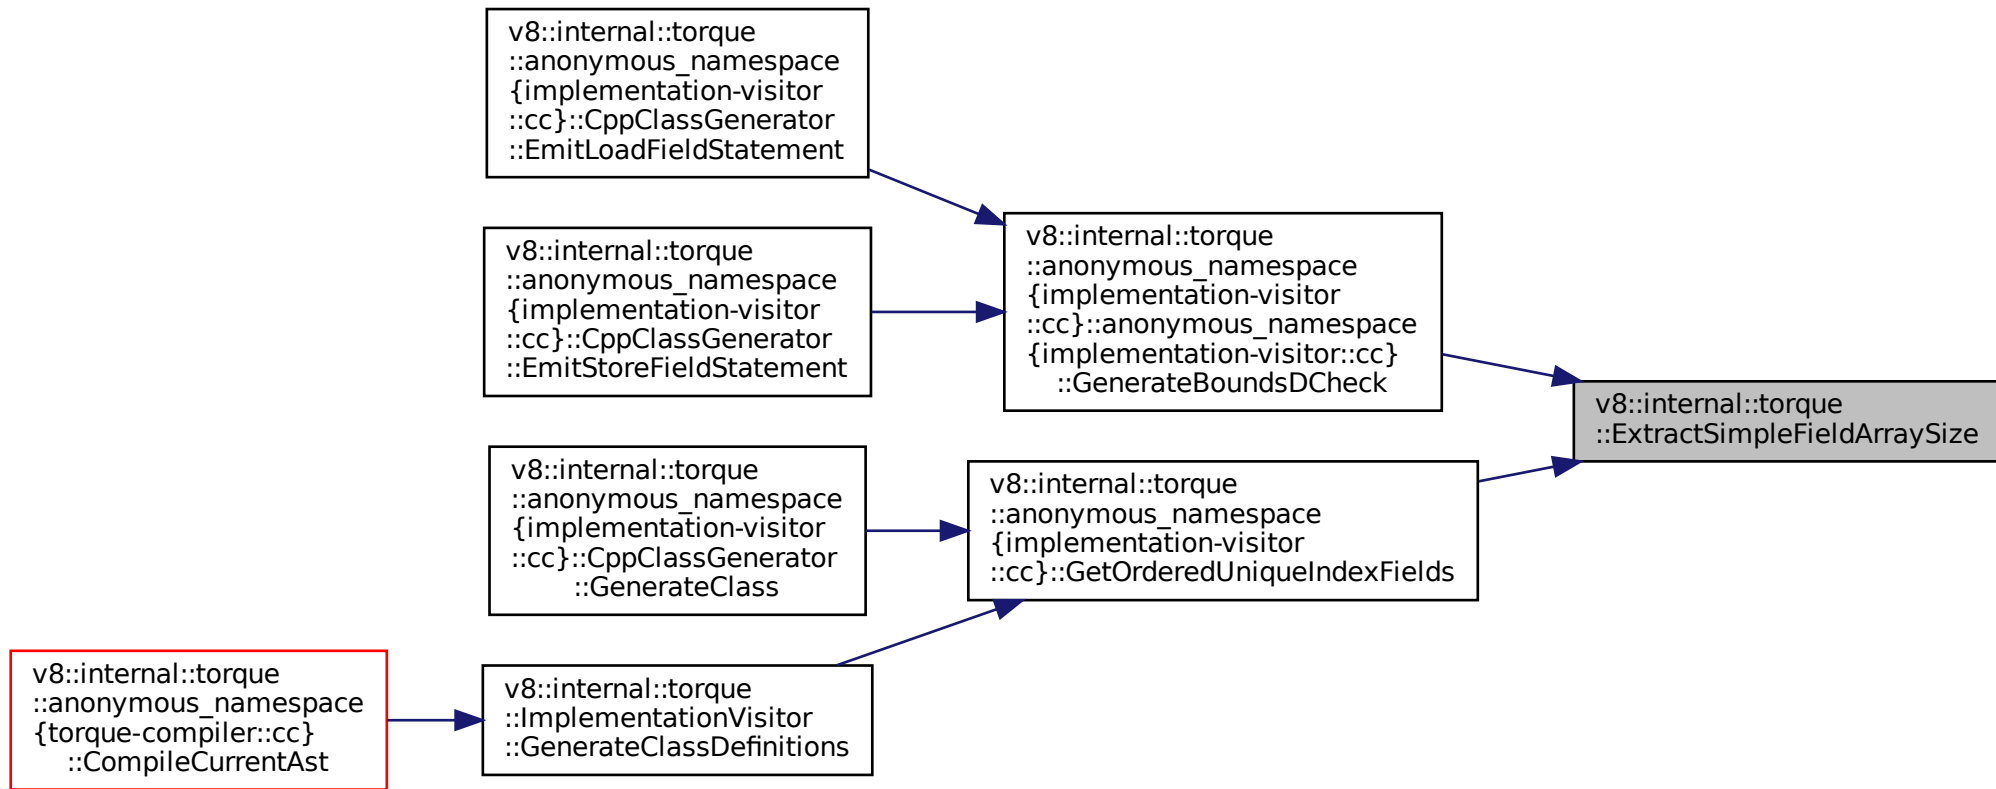 v8::internal::torque
::anonymous_namespace
{implementation-visitor
::cc}::CppClassGenerator
::EmitLoadFieldStatement
v8::internal::torque
::anonymous_namespace
{implementation-visitor
::cc}::CppClassGenerator
::EmitStoreFieldStatement
v8::internal::torque
::anonymous_namespace
{implementation-visitor
::cc}::anonymous_namespace
{implementation-visitor::cc}
::GenerateBoundsDCheck
v8::internal::torque
::ExtractSimpleFieldArraySize
v8::internal::torque
::anonymous_namespace
{implementation-visitor
::cc}::CppClassGenerator
::GenerateClass
v8::internal::torque
::anonymous_namespace
{implementation-visitor
::cc}::GetOrderedUniqueIndexFields
v8::internal::torque
::anonymous_namespace
{torque-compiler::cc}
::CompileCurrentAst
v8::internal::torque
::ImplementationVisitor
::GenerateClassDefinitions